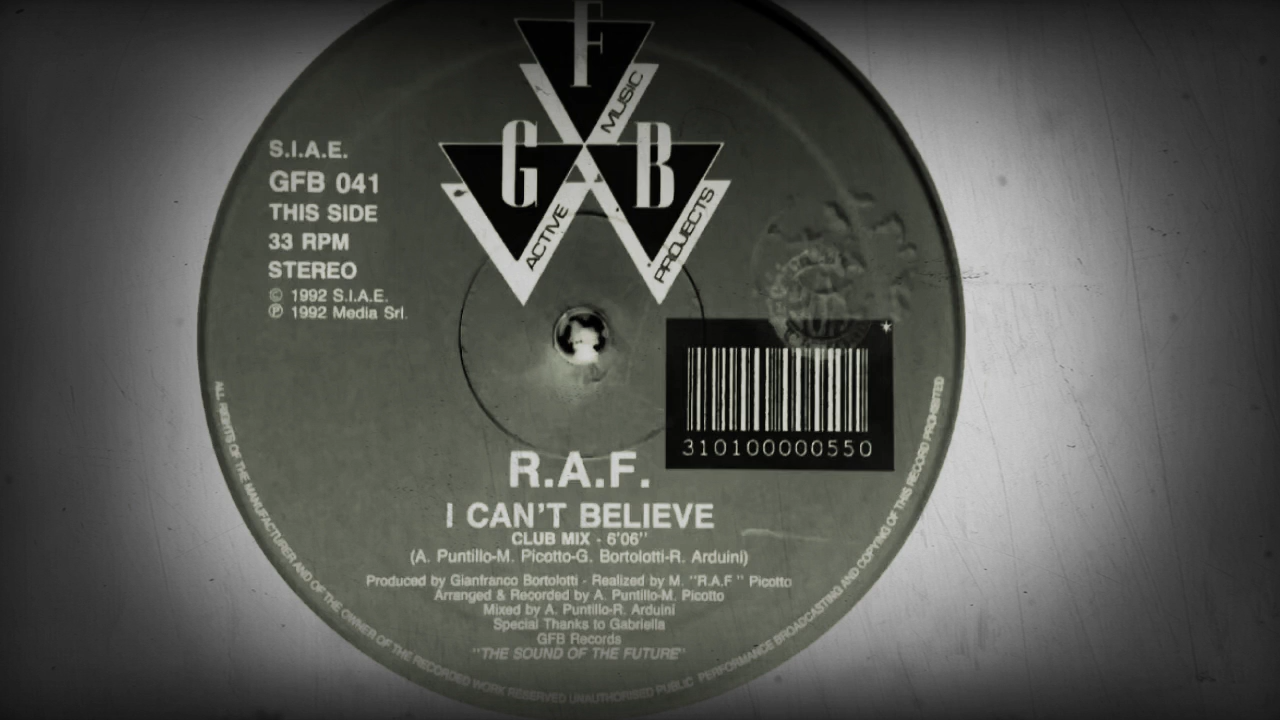 F
MUSIC
G B
ACTIVE
PROJECTS
S.I.A.E.
GFB 041
THIS SIDE
33 RPM
STEREO
© 1992 S.I.A.E.
℗ 1992 Media Srl.
310100000550
R.A.F.
I CAN'T BELIEVE
CLUB MIX - 6'06''
(A. Puntillo-M. Picotto-G. Bortolotti-R. Arduini)
Produced by Gianfranco Bortolotti - Realized by M. "R.A.F " Picotto
Arranged & Recorded by A. Puntillo-M. Picotto
Mixed by A. Puntillo-R. Arduini
Special Thanks to Gabriella
GFB Records
"THE SOUND OF THE FUTURE"
ALL RIGHTS OF THE MANUFACTURER AND OF THE OWNER OF THE RECORDED WORK RESERVED UNAUTHORISED PUBLIC PERFORMANCE BROADCASTING AND COPYING OF THIS RECORD PROHIBITED